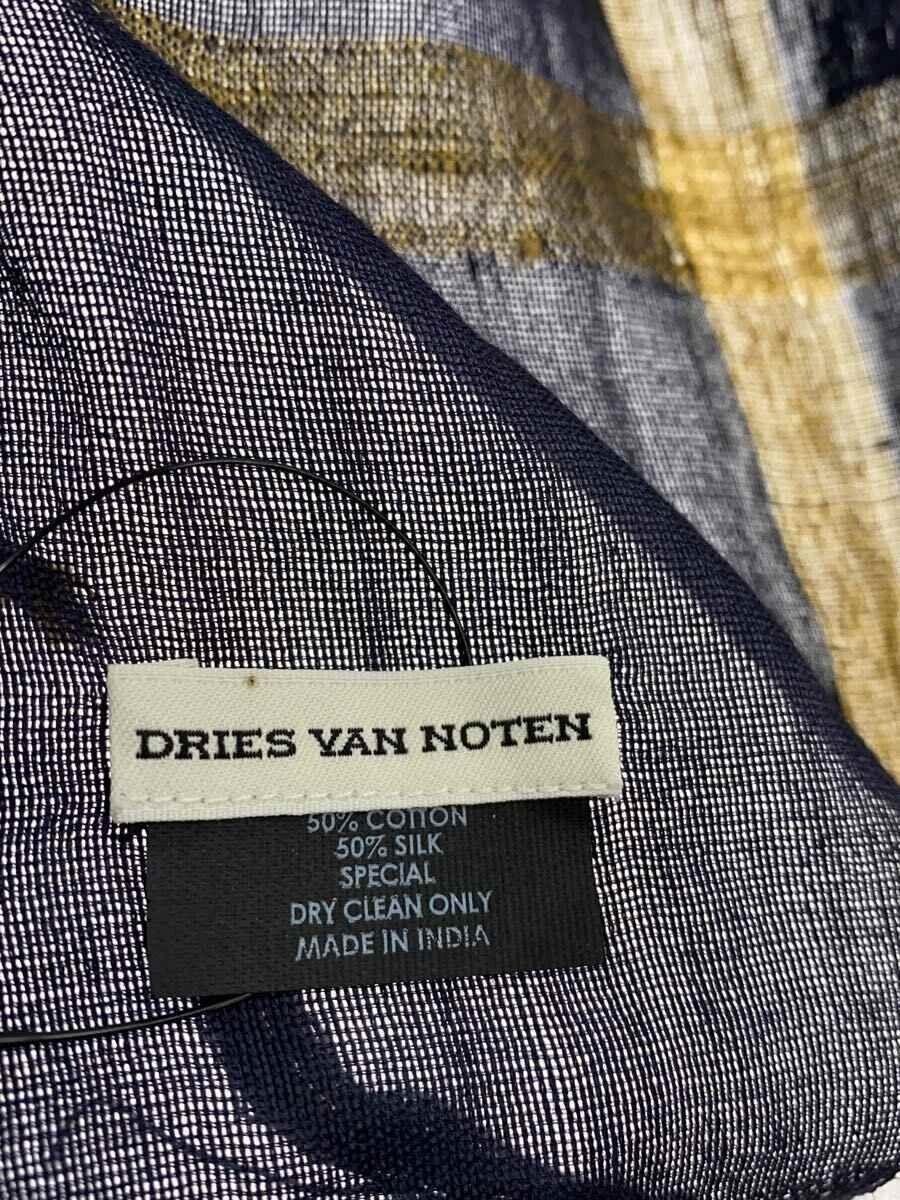 DRIES VAN NOTEN
50% COTTON
50% SILK
SPECIAL
DRY CLEAN ONLY
MADE IN INDIA